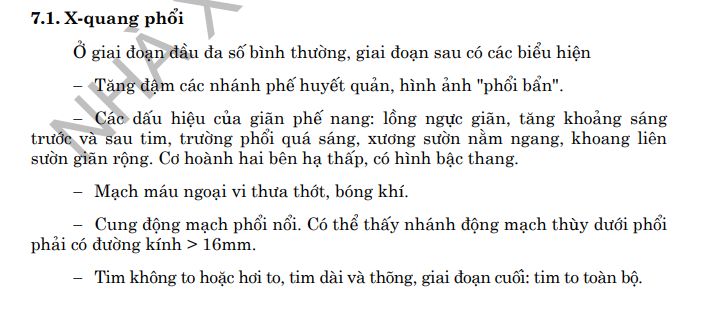 7.1. X-quang phổi
Ở giai đoạn đầu đa số bình thường, giai đoạn sau có các biểu hiện
– Tăng đậm các nhánh phế huyết quản, hình ảnh "phổi bẩn".
– Các dấu hiệu của giãn phế nang: lồng ngực giãn, tăng khoảng sáng
trước và sau tim, trường phổi quá sáng, xương sườn nằm ngang, khoang liên
sườn giãn rộng. Cơ hoành hai bên hạ thấp, có hình bậc thang.
– Mạch máu ngoại vi thưa thớt, bóng khí.
– Cung động mạch phổi nổi. Có thể thấy nhánh động mạch thùy dưới phổi
phải có đường kính > 16mm.
– Tim không to hoặc hơi to, tim dài và thõng, giai đoạn cuối: tim to toàn bộ.
NHÀ X